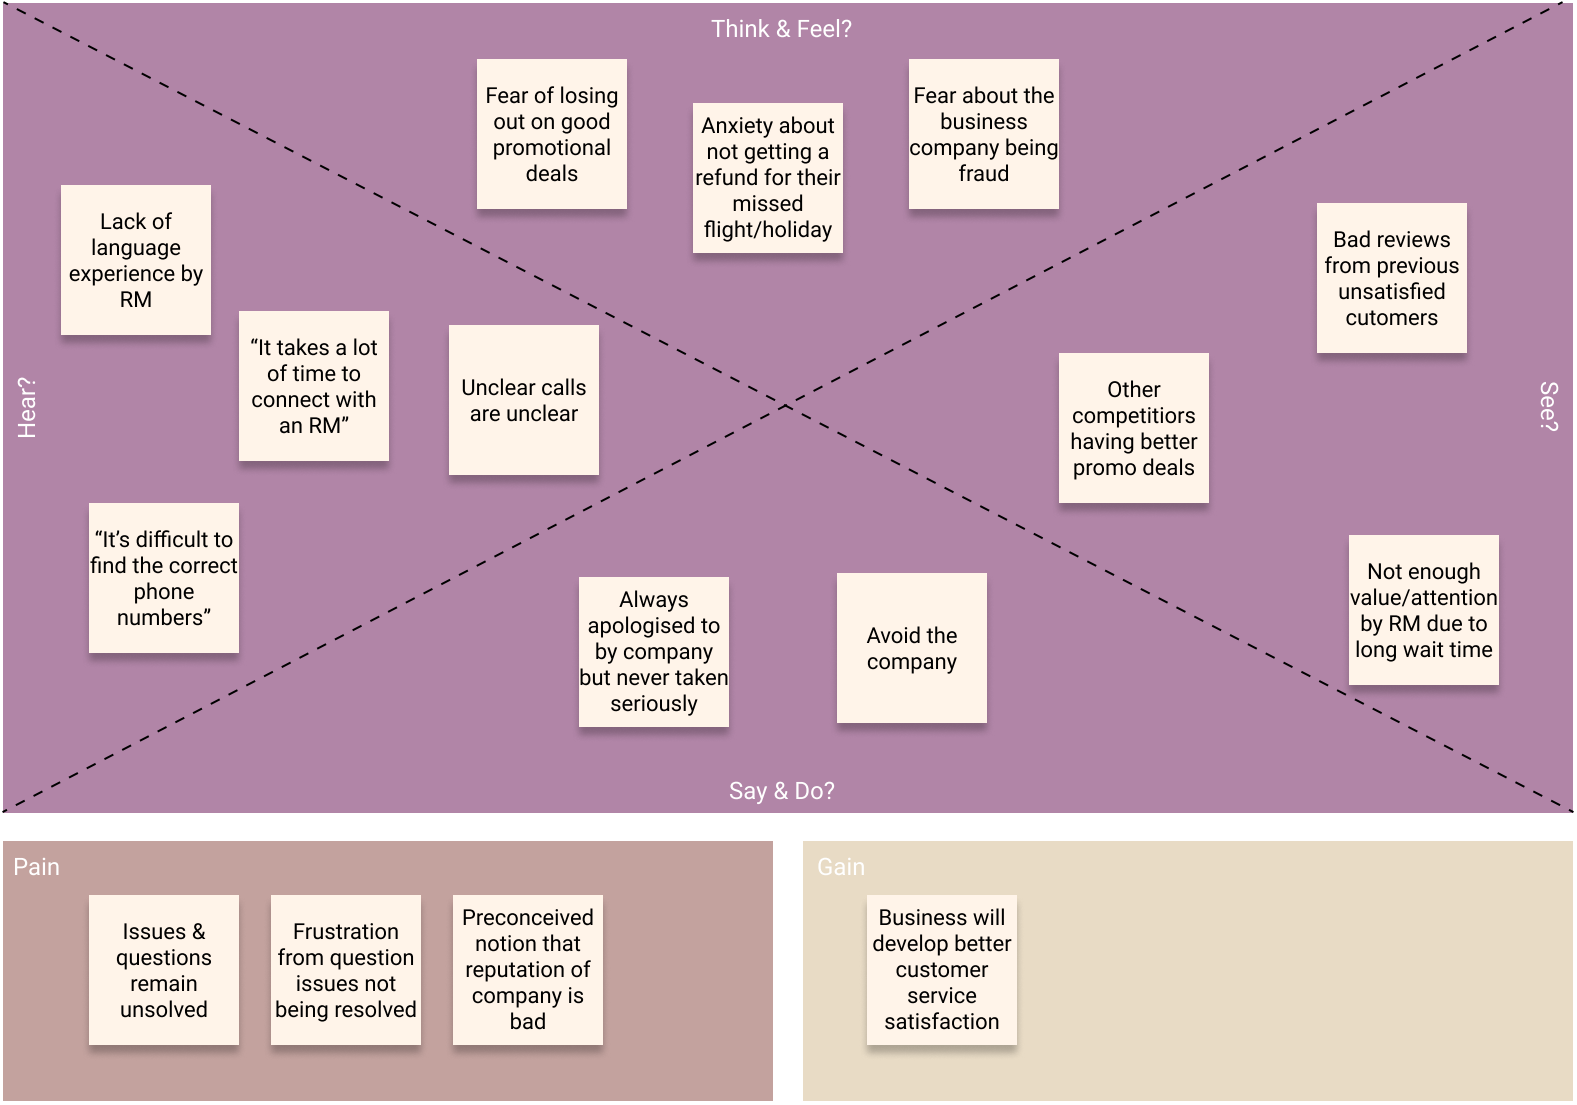 Think & Feel?
Fear of losing
out on good
promotional
deals
Anxiety about
not getting a
refund for their
missed
flight/holiday
Fear about the
business
company being
fraud
Hear?
Lack of
language
experience by
RM
“It takes a lot
of time to
connect with
an RM”
Unclear calls
are unclear
“It’s difficult to
find the correct
phone
numbers”
See?
Bad reviews
from previous
unsatisfied
cutomers
Other
competitiors
having better
promo deals
Not enough
value/attention
by RM due to
long wait time
Always
apologised to
by company
but never taken
seriously
Avoid the
company
Say & Do?
Pain
Issues &
questions
remain
unsolved
Frustration
from question
issues not
being resolved
Preconceived
notion that
reputation of
company is
bad
Gain
Business will
develop better
customer
service
satisfaction